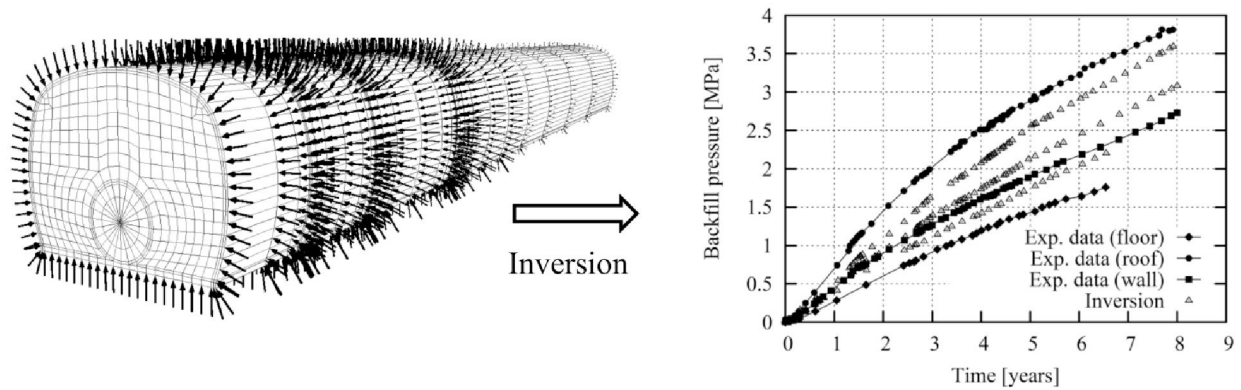 Inversion
Backfill pressure [MPa]
4
3.5
3
2.5
2
1.5
1
0.5
0
Exp. data (floor)
Exp. data (roof)
Exp. data (wall)
Inversion
0 1 2 3 4 5 6 7 8 9
Time [years]